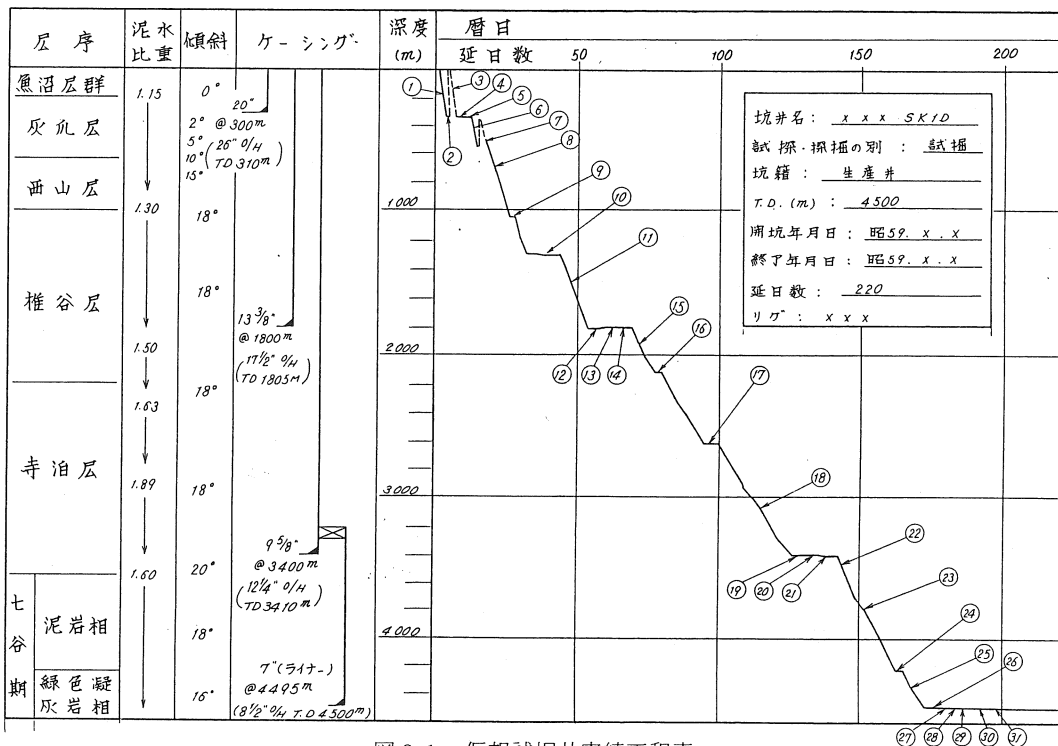 層序
泥水
比重
傾斜
ケーシング
深度
(m)
暦日
延日数
50
100
150
200
魚沼層群
灰爪層
西山層
椎谷層
寺泊層
七谷期
泥岩相
緑色凝
灰岩相
1.15
1.30
1.50
1.63
1.89
1.60
0°
2°
5°
10°
15°
18°
18°
18°
18°
20°
18°
16°
20"
@300m
(26" O/H
TD310m)
13 3/8"
@1800m
(17 1/2" O/H
TD1805M)
9 5/8"
@3400m
(12 1/4" O/H
TD3410m)
7"(ライナー)
@4495m
(8 1/2" O/H T.D4500m)
1000
2000
3000
4000
①
②
③
④
⑤
⑥
⑦
⑧
⑨
⑩
⑪
⑫
⑬
⑭
⑮
⑯
⑰
⑱
⑲
⑳
㉑
㉒
㉓
㉔
㉕
㉖
㉗
㉘
㉙
㉚
㉛
坑井名: x x x SK1D
試探・探掘の別 : 試掘
坑籍: 生産井
T.D.(m) : 4500
開坑年月日: 昭59.x.x
終了年月日: 昭59.x.x
延日数: 220
リグ: x x x